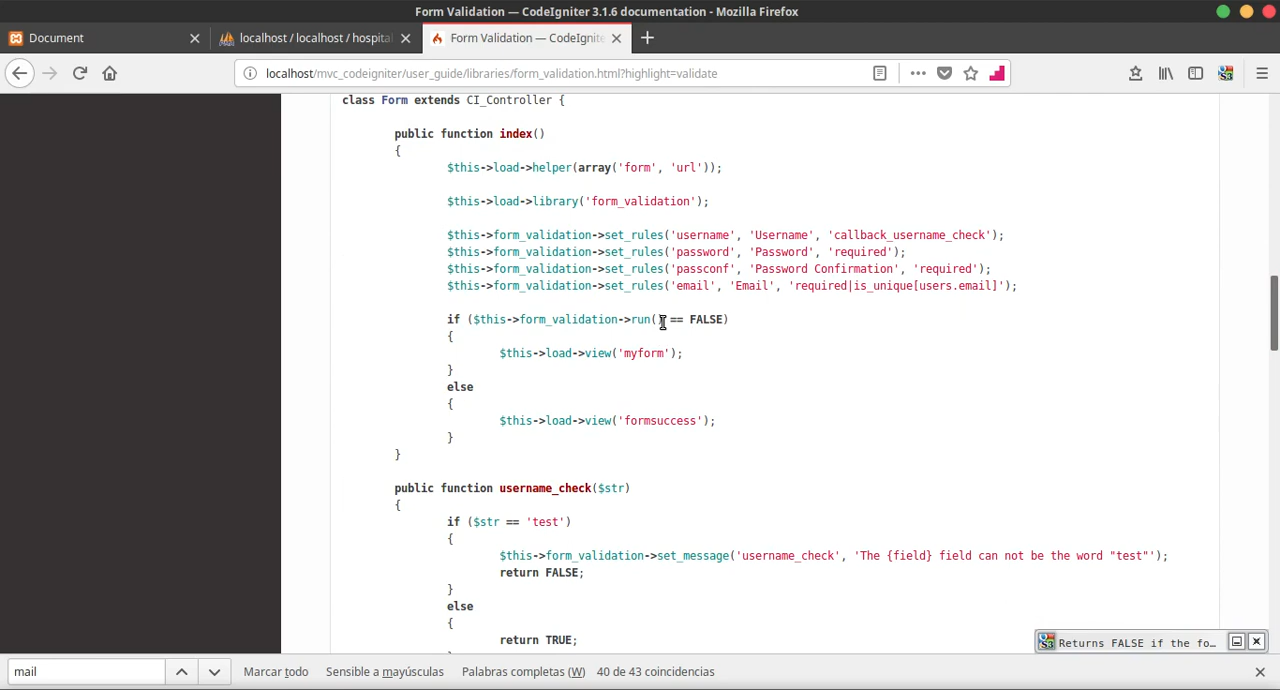 Form Validation — CodeIgniter 3.1.6 documentation - Mozilla Firefox
Document
localhost / localhost / hospital
Form Validation — CodeIgnite
localhost/mvc_codeigniter/user_guide/libraries/form_validation.html?highlight=validate
class Form extends CI_Controller {
public function index()
{
$this->load->helper(array('form', 'url'));
$this->load->library('form_validation');
$this->form_validation->set_rules('username', 'Username', 'callback_username_check');
$this->form_validation->set_rules('password', 'Password', 'required');
$this->form_validation->set_rules('passconf', 'Password Confirmation', 'required');
$this->form_validation->set_rules('email', 'Email', 'required|is_unique[users.email]');
if ($this->form_validation->run() == FALSE)
{
$this->load->view('myform');
}
else
{
$this->load->view('formsuccess');
}
}
public function username_check($str)
{
if ($str == 'test')
{
$this->form_validation->set_message('username_check', 'The {field} field can not be the word "test"');
return FALSE;
}
else
{
return TRUE;
Returns FALSE if the fo...
mail
Marcar todo
Sensible a mayúsculas
Palabras completas (W)
40 de 43 coincidencias